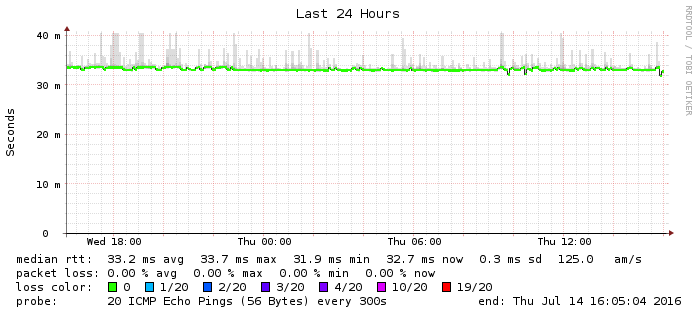 Last 24 Hours
RRDTOOL / TOBI OETIKER
Seconds
40 m
30 m
20 m
10 m
0
Wed 18:00 Thu 00:00 Thu 06:00 Thu 12:00
median rtt: 33.2 ms avg 33.7 ms max 31.9 ms min 32.7 ms now 0.3 ms sd 125.0 am/s
packet loss: 0.00 % avg 0.00 % max 0.00 % min 0.00 % now
loss color: 0 1/20 2/20 3/20 4/20 10/20 19/20
probe: 20 ICMP Echo Pings (56 Bytes) every 300s end: Thu Jul 14 16:05:04 2016